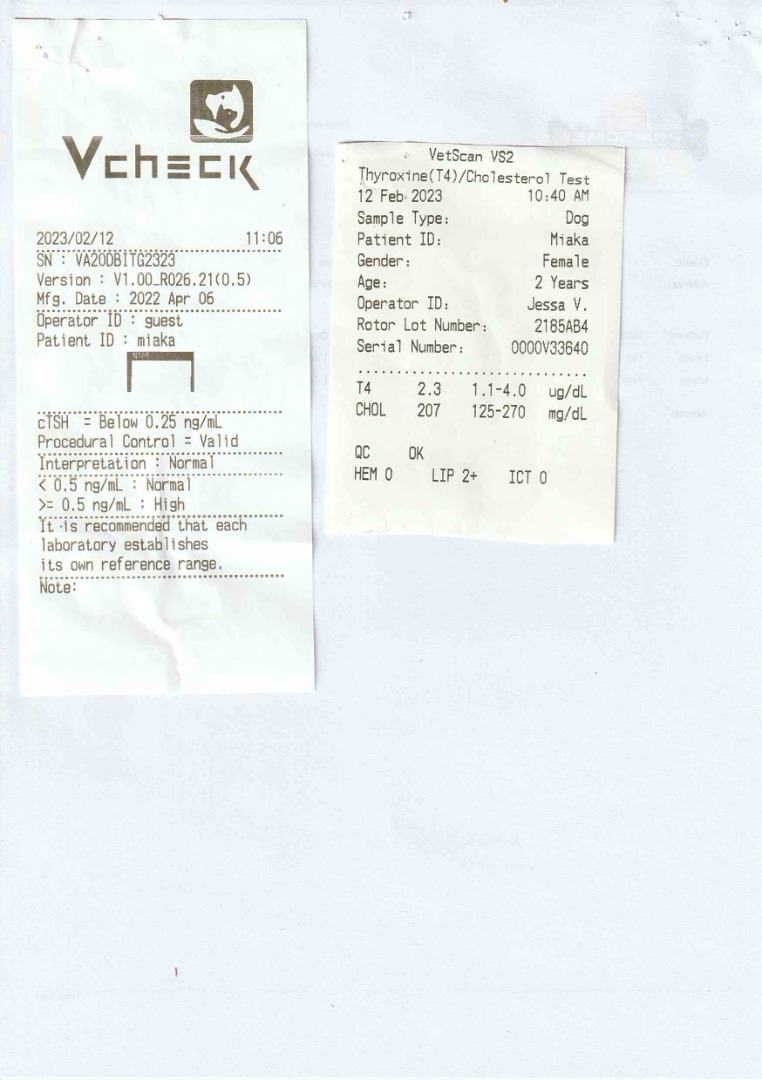 Vcheck
2023/02/12 11:06
SN : VA20DBITG2323
Version : V1.00_R026.21(0.5)
Mfg. Date : 2022 Apr 06
Operator ID : guest
Patient ID : miaka
cTSH = Below 0.25 ng/mL
Procedural Control = Valid
Interpretation : Normal
< 0.5 ng/mL : Normal
>= 0.5 ng/mL : High
It is recommended that each
laboratory establishes
its own reference range.
Note:
VetScan VS2
Thyroxine(T4)/Cholesterol Test
12 Feb 2023 10:40 AM
Sample Type: Dog
Patient ID: Miaka
Gender: Female
Age: 2 Years
Operator ID: Jessa V.
Rotor Lot Number: 2185AB4
Serial Number: 0000V33640
T4 2.3 1.1-4.0 ug/dL
CHOL 207 125-270 mg/dL
QC OK
HEM 0 LIP 2+ ICT 0